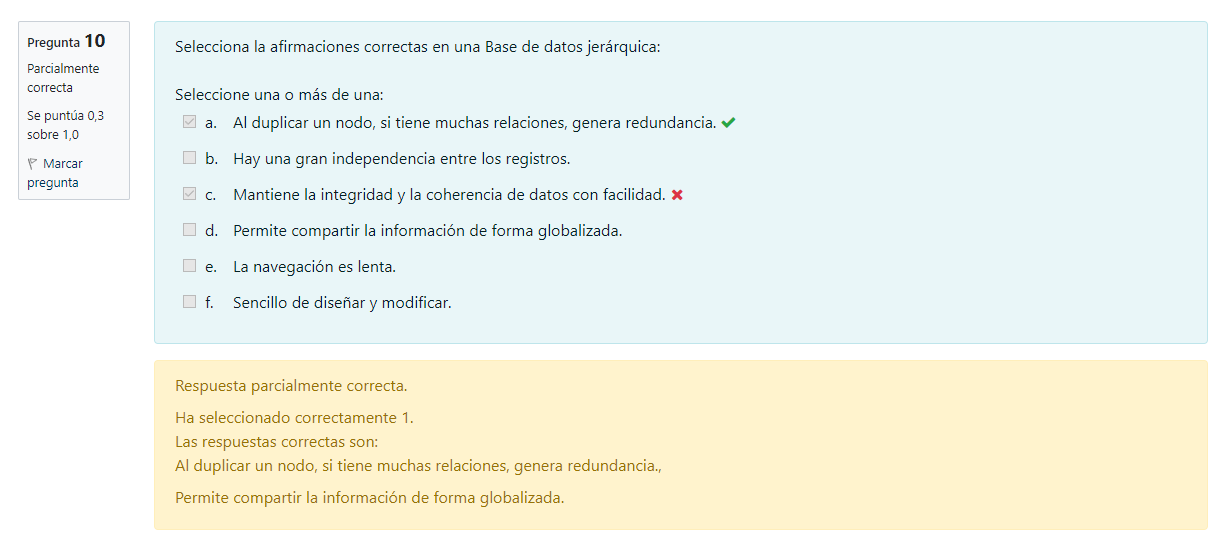 Pregunta 10
Parcialmente
correcta
Se puntúa 0,3
sobre 1,0
Marcar
pregunta
Selecciona la afirmaciones correctas en una Base de datos jerárquica:
Seleccione una o más de una:
a. Al duplicar un nodo, si tiene muchas relaciones, genera redundancia.
b. Hay una gran independencia entre los registros.
c. Mantiene la integridad y la coherencia de datos con facilidad.
d. Permite compartir la información de forma globalizada.
e. La navegación es lenta.
f. Sencillo de diseñar y modificar.
Respuesta parcialmente correcta.
Ha seleccionado correctamente 1.
Las respuestas correctas son:
Al duplicar un nodo, si tiene muchas relaciones, genera redundancia.,
Permite compartir la información de forma globalizada.